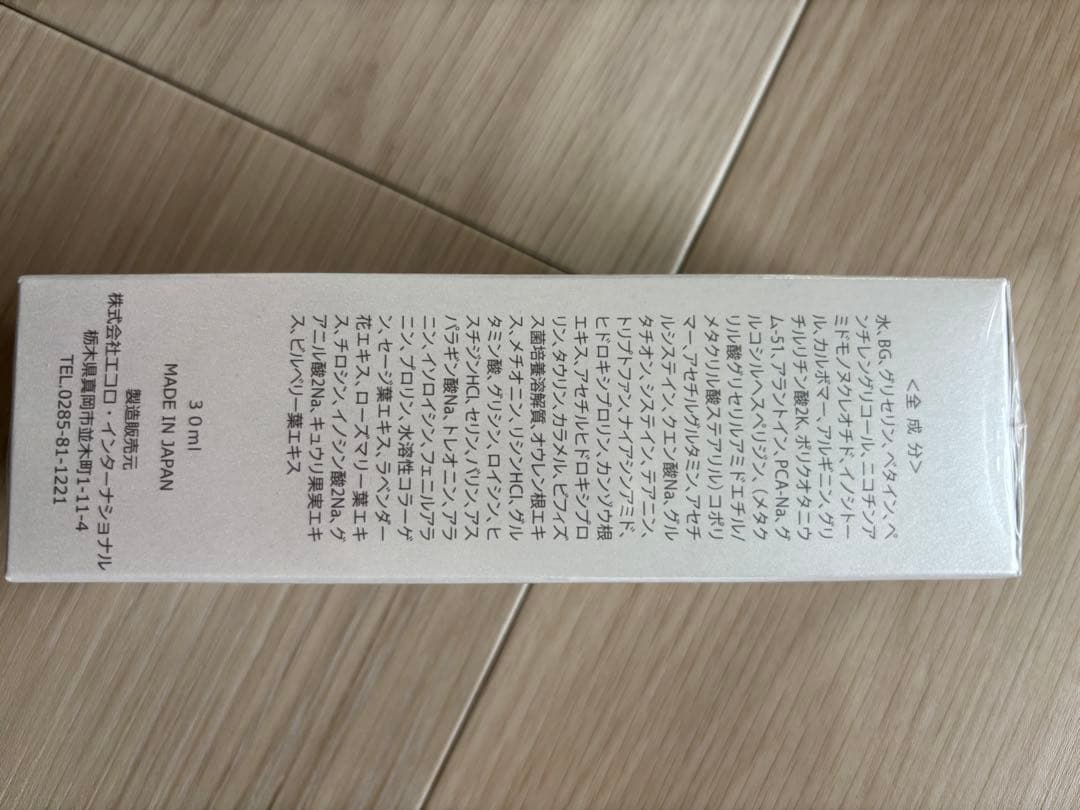 ＜全 成 分＞
水、BG、グリセリン、ベタイン、ペ
ンチレングリコール、ニコチンア
ミドモノヌクレオチド、イノシトー
ル、カルボマー、アルギニン、グリ
チルリチン酸2K、ポリクオタニウ
ム-51、アラントイン、PCA-Na、グ
ルコシルヘスペリジン、(メタク
リル酸グリセリルアミドエチル/
メタクリル酸ステアリル)コポリ
マー、アセチルグルタミン、アセチ
ルシステイン、クエン酸Na、グル
タチオン、システイン、テアニン、
トリプトファン、ナイアシンアミド、
ヒドロキシプロリン、カンゾウ根
エキス、アセチルヒドロキシプロ
リン、タウリン、カラメル、ビフィズ
ス菌培養溶解質、オウレン根エキ
ス、メチオニン、リシンHCl、グル
タミン酸、グリシン、ロイシン、ヒ
スチジンHCl、セリン、バリン、アス
パラギン酸Na、トレオニン、アラ
ニン、イソロイシン、フェニルアラ
ニン、プロリン、水溶性コラーゲ
ン、セージ葉エキス、ラベンダー
花エキス、ローズマリー葉エキ
ス、チロシン、イノシン酸2Na、グ
アニル酸2Na、キュウリ果実エキ
ス、ビルベリー葉エキス
30ml
MADE IN JAPAN
製造販売元
株式会社エコロ・インターナショナル
栃木県真岡市並木町1-11-4
TEL.0285-81-1221